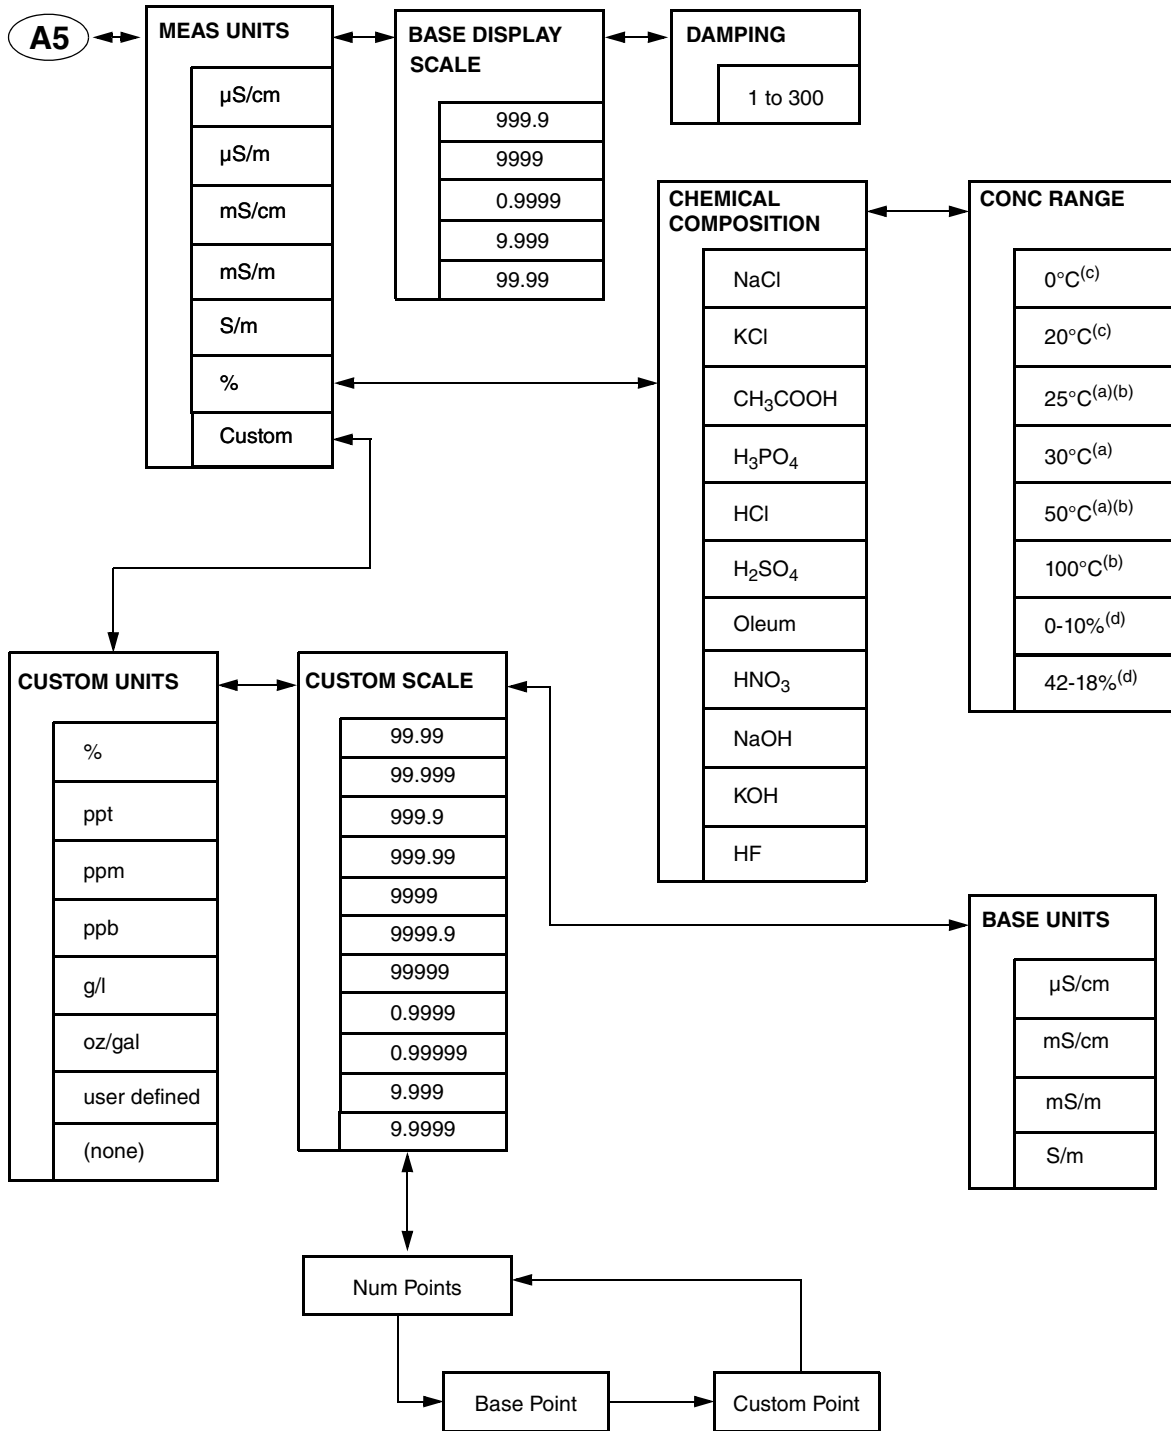 A5
MEAS UNITS
µS/cm
µS/m
mS/cm
mS/m
S/m
%
Custom
BASE DISPLAY
SCALE
999.9
9999
0.9999
9.999
99.99
DAMPING
1 to 300
CHEMICAL
COMPOSITION
NaCl
KCl
CH₃COOH
H₃PO₄
HCl
H₂SO₄
Oleum
HNO₃
NaOH
KOH
HF
CONC RANGE
0°C(c)
20°C(c)
25°C(a)(b)
30°C(a)
50°C(a)(b)
100°C(b)
0-10%(d)
42-18%(d)
CUSTOM UNITS
%
ppt
ppm
ppb
g/l
oz/gal
user defined
(none)
CUSTOM SCALE
99.99
99.999
999.9
999.99
9999
9999.9
99999
0.9999
0.99999
9.999
9.9999
BASE UNITS
µS/cm
mS/cm
mS/m
S/m
Num Points
Base Point
Custom Point